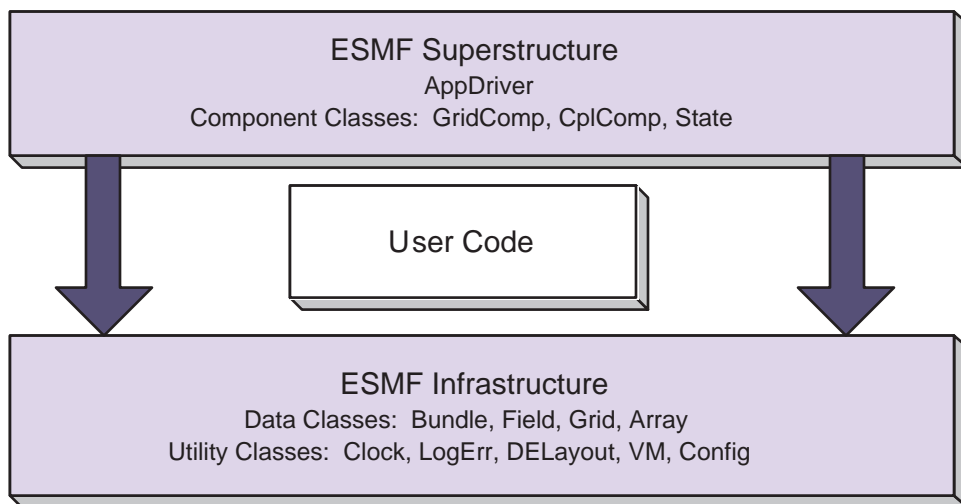 ESMF Superstructure
AppDriver
Component Classes: GridComp, CplComp, State
User Code
ESMF Infrastructure
Data Classes: Bundle, Field, Grid, Array
Utility Classes: Clock, LogErr, DELayout, VM, Config